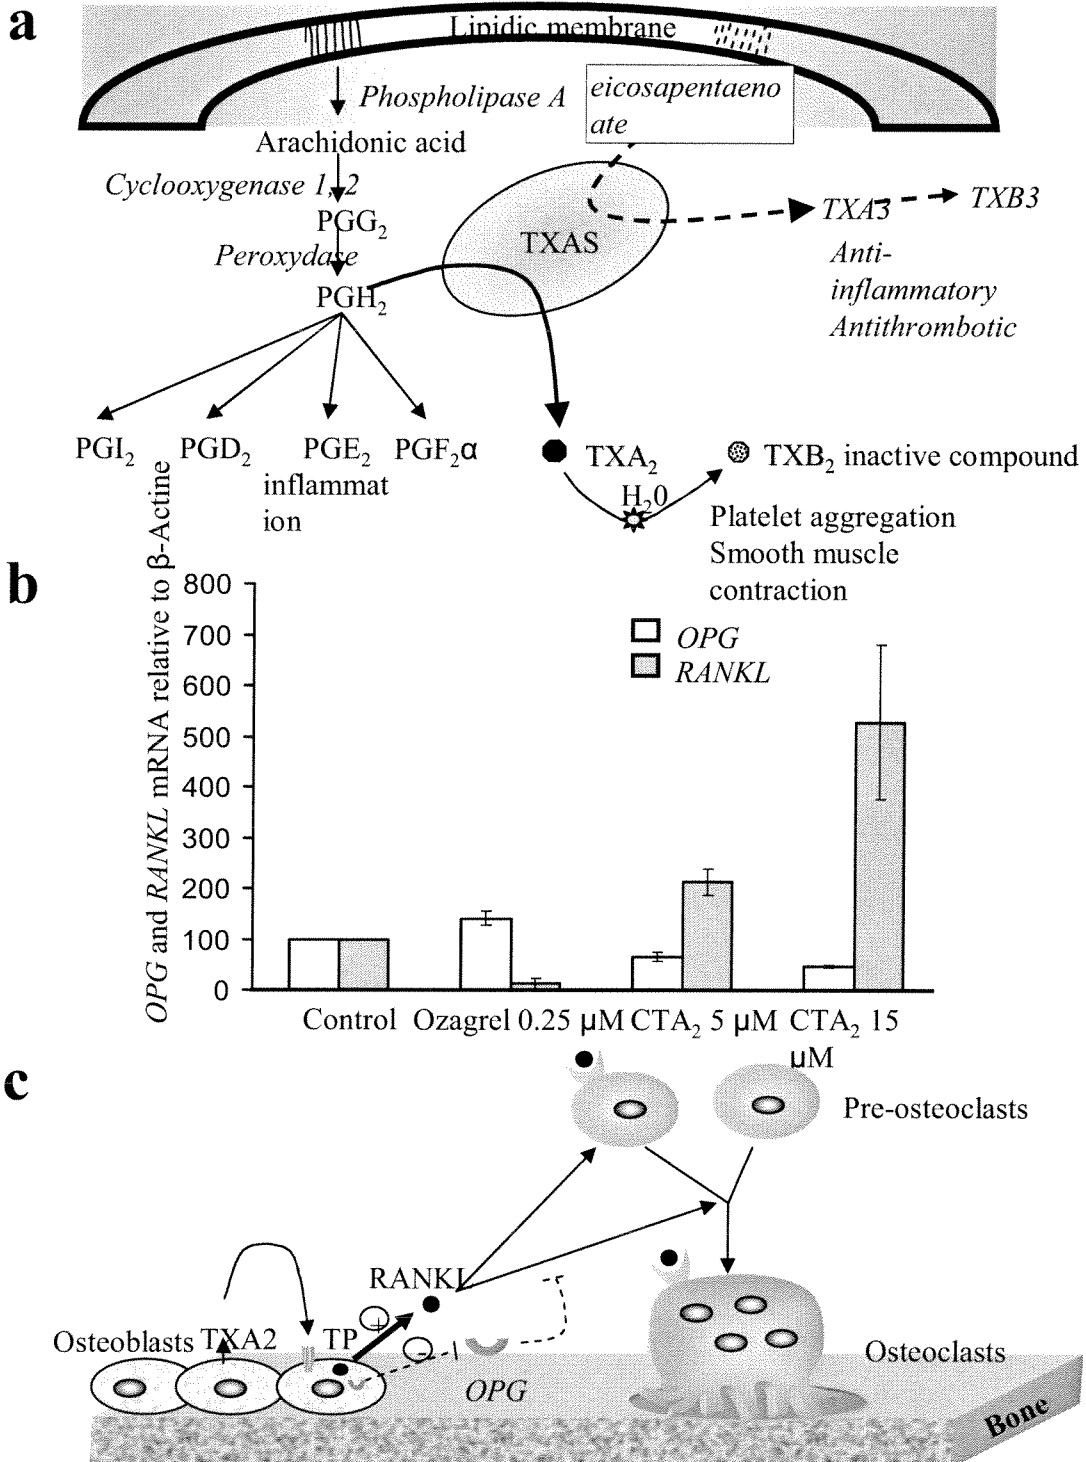 a
Lipidic membrane
Phospholipase A
eicosapentaeno
ate
Arachidonic acid
Cyclooxygenase 1, 2
PGG₂
Peroxydase
PGH₂
TXAS
TXA3
TXB3
Anti-
inflammatory
Antithrombotic
PGI₂ PGD₂ PGE₂ PGF₂α
inflammat
ion
TXA₂
TXB₂ inactive compound
H₂0
Platelet aggregation
Smooth muscle
contraction
b
OPG and RANKL mRNA relative to β-Actine
800
700
600
500
400
300
200
100
0
OPG
RANKL
Control Ozagrel 0.25 µM CTA₂ 5 µM CTA₂ 15
µM
c
Pre-osteoclasts
RANKL
+
Osteoblasts TXA2 TP
OPG
Osteoclasts
Bone